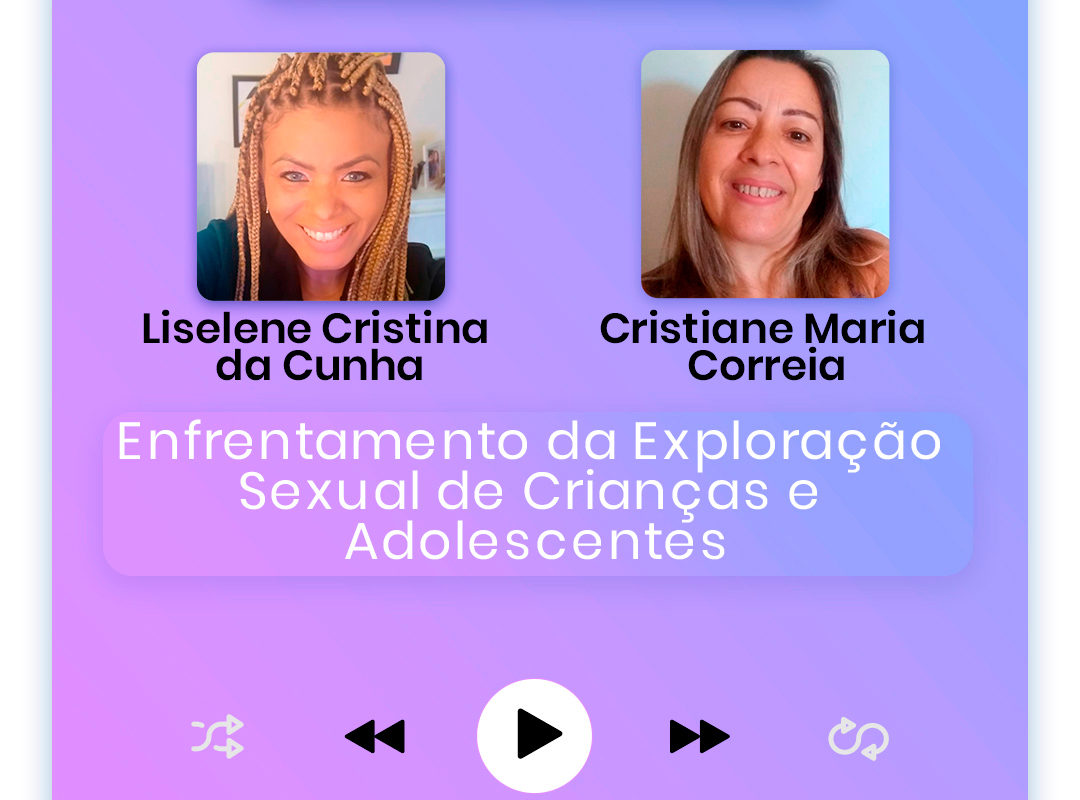 Liselene Cristina
da Cunha
Cristiane Maria
Correia
Enfrentamento da Exploração
Sexual de Crianças e
Adolescentes